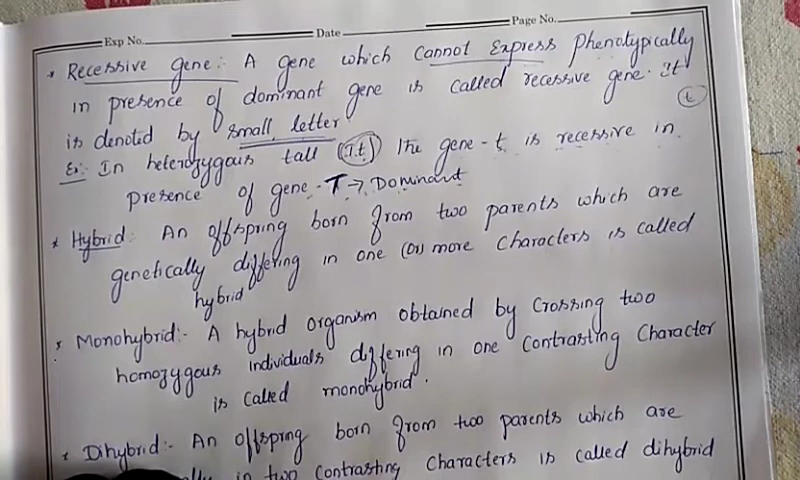 Exp No. Date Page No.
* Recessive gene:- A gene which cannot Express phenotypically
in presence of dominant gene is called recessive gene. It
is denoted by small letter (t)
Ex:- In heterozygous tall (T.t) The gene - t is recessive in
presence of gene - T → Dominant
* Hybrid: An offspring born from two parents which are
genetically differing in one (or) more characters is called
hybrid
* Monohybrid:- A hybrid organism obtained by crossing two
homozygous individuals differing in one contrasting character
is called monohybrid.
* Dihybrid:- An offspring born from two parents which are
in two contrasting characters is called dihybrid